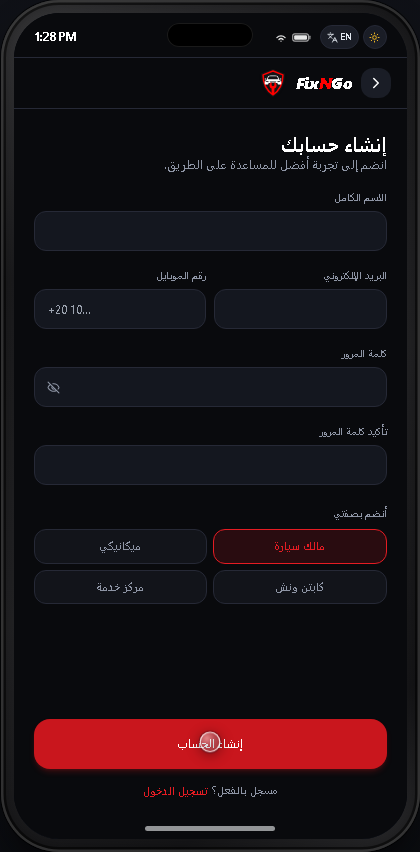 1:28 PM
EN
FixNGo
إنشاء حسابك
انضم إلى تجربة أفضل للمساعدة على الطريق.
الاسم الكامل
البريد الإلكتروني
رقم الموبايل
+20 10...
كلمة المرور
تأكيد كلمة المرور
أنضم بصفتي
مالك سيارة
ميكانيكي
كابتن ونش
مركز خدمة
إنشاء الحساب
مسجل بالفعل؟ تسجيل الدخول